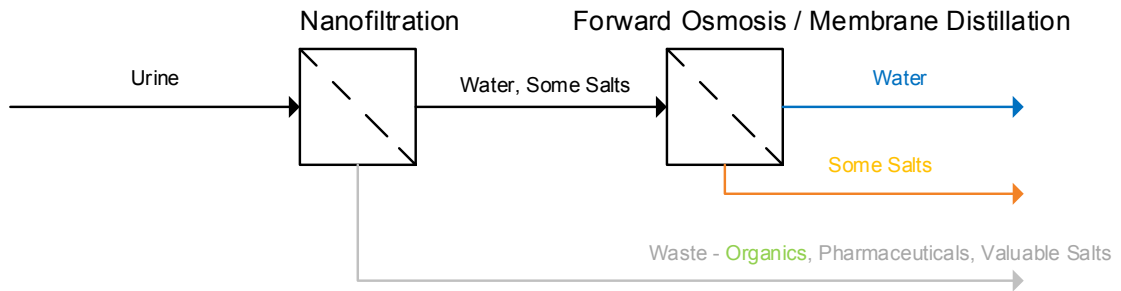 Nanofiltration
Forward Osmosis / Membrane Distillation
Urine
Water, Some Salts
Water
Some Salts
Waste - Organics, Pharmaceuticals, Valuable Salts